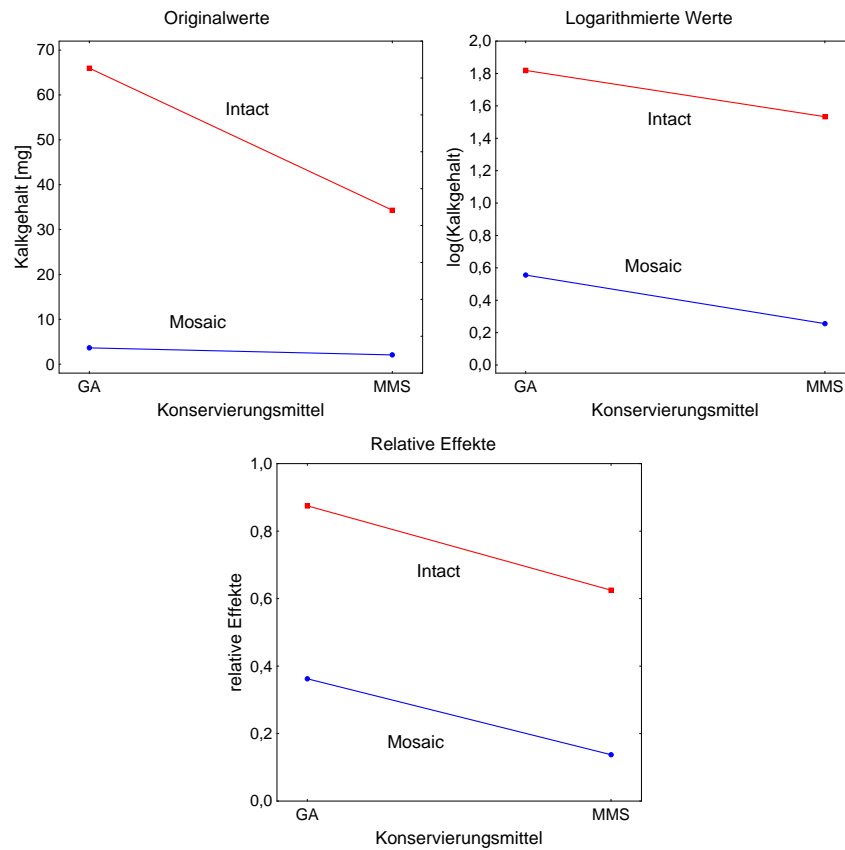 Originalwerte
Kalkgehalt [mg]
70
60
50
40
30
20
10
0
Intact
Mosaic
GA
MMS
Konservierungsmittel
Logarithmierte Werte
log(Kalkgehalt)
2,0
1,8
1,6
1,4
1,2
1,0
0,8
0,6
0,4
0,2
0,0
Intact
Mosaic
GA
MMS
Konservierungsmittel
Relative Effekte
relative Effekte
1,0
0,8
0,6
0,4
0,2
0,0
Intact
Mosaic
GA
MMS
Konservierungsmittel